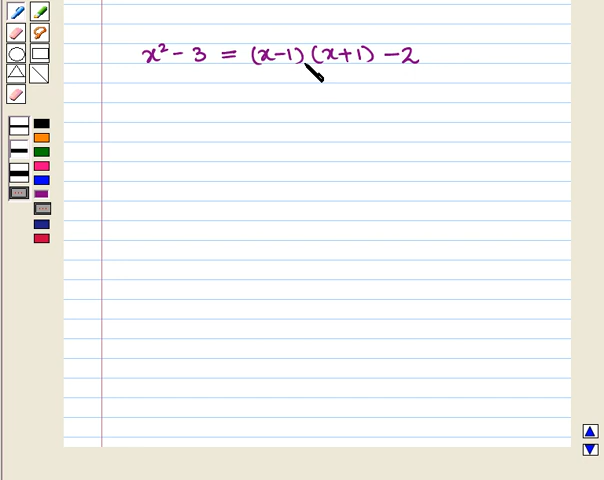 x² - 3 = (x-1) (x+1) - 2